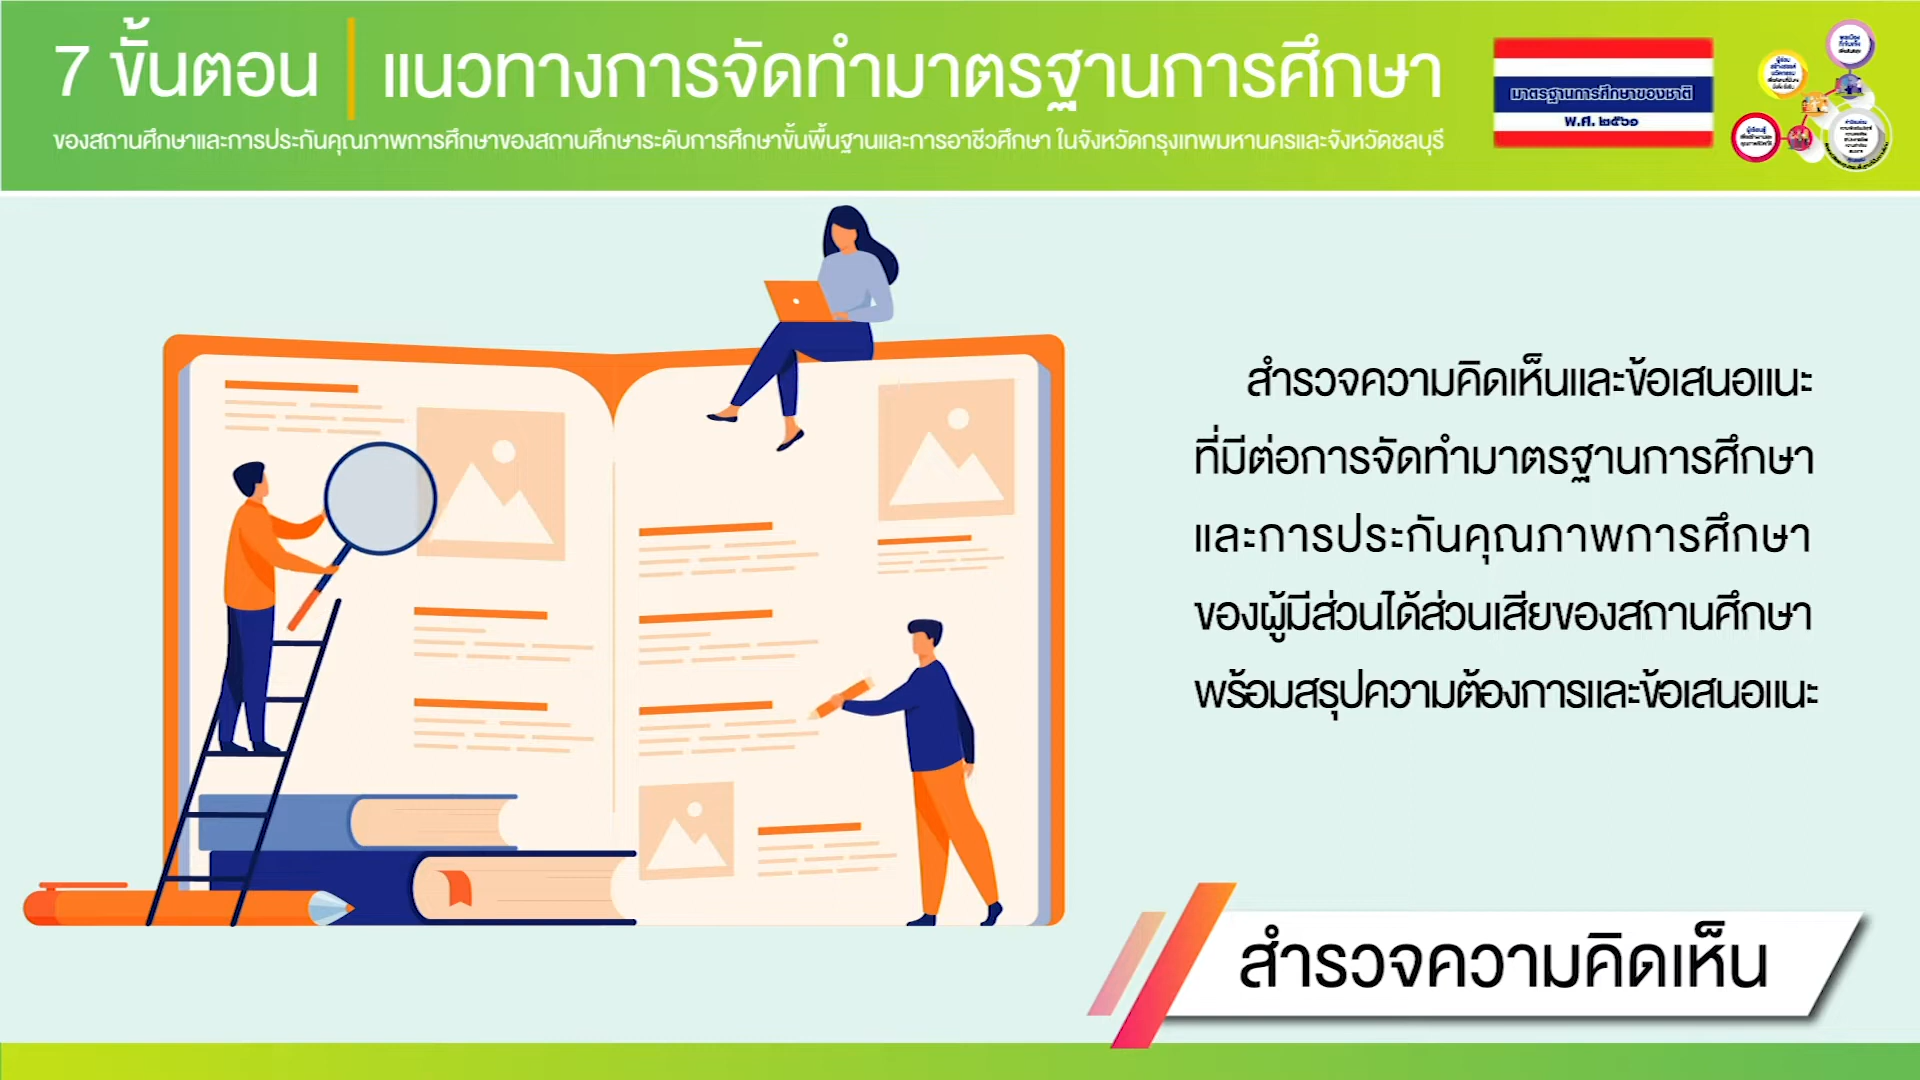 7 ขั้นตอน แนวทางการจัดทำมาตรฐานการศึกษา
ของสถานศึกษาและการประกันคุณภาพการศึกษาของสถานศึกษาระดับการศึกษาขั้นพื้นฐานและการอาชีวศึกษา ในจังหวัดกรุงเทพมหานครและจังหวัดชลบุรี
มาตรฐานการศึกษาของชาติ
พ.ศ. ๒๕๖๑
สำรวจความคิดเห็นและข้อเสนอแนะ
ที่มีต่อการจัดทำมาตรฐานการศึกษา
และการประกันคุณภาพการศึกษา
ของผู้มีส่วนได้ส่วนเสียของสถานศึกษา
พร้อมสรุปความต้องการและข้อเสนอแนะ
สำรวจความคิดเห็น